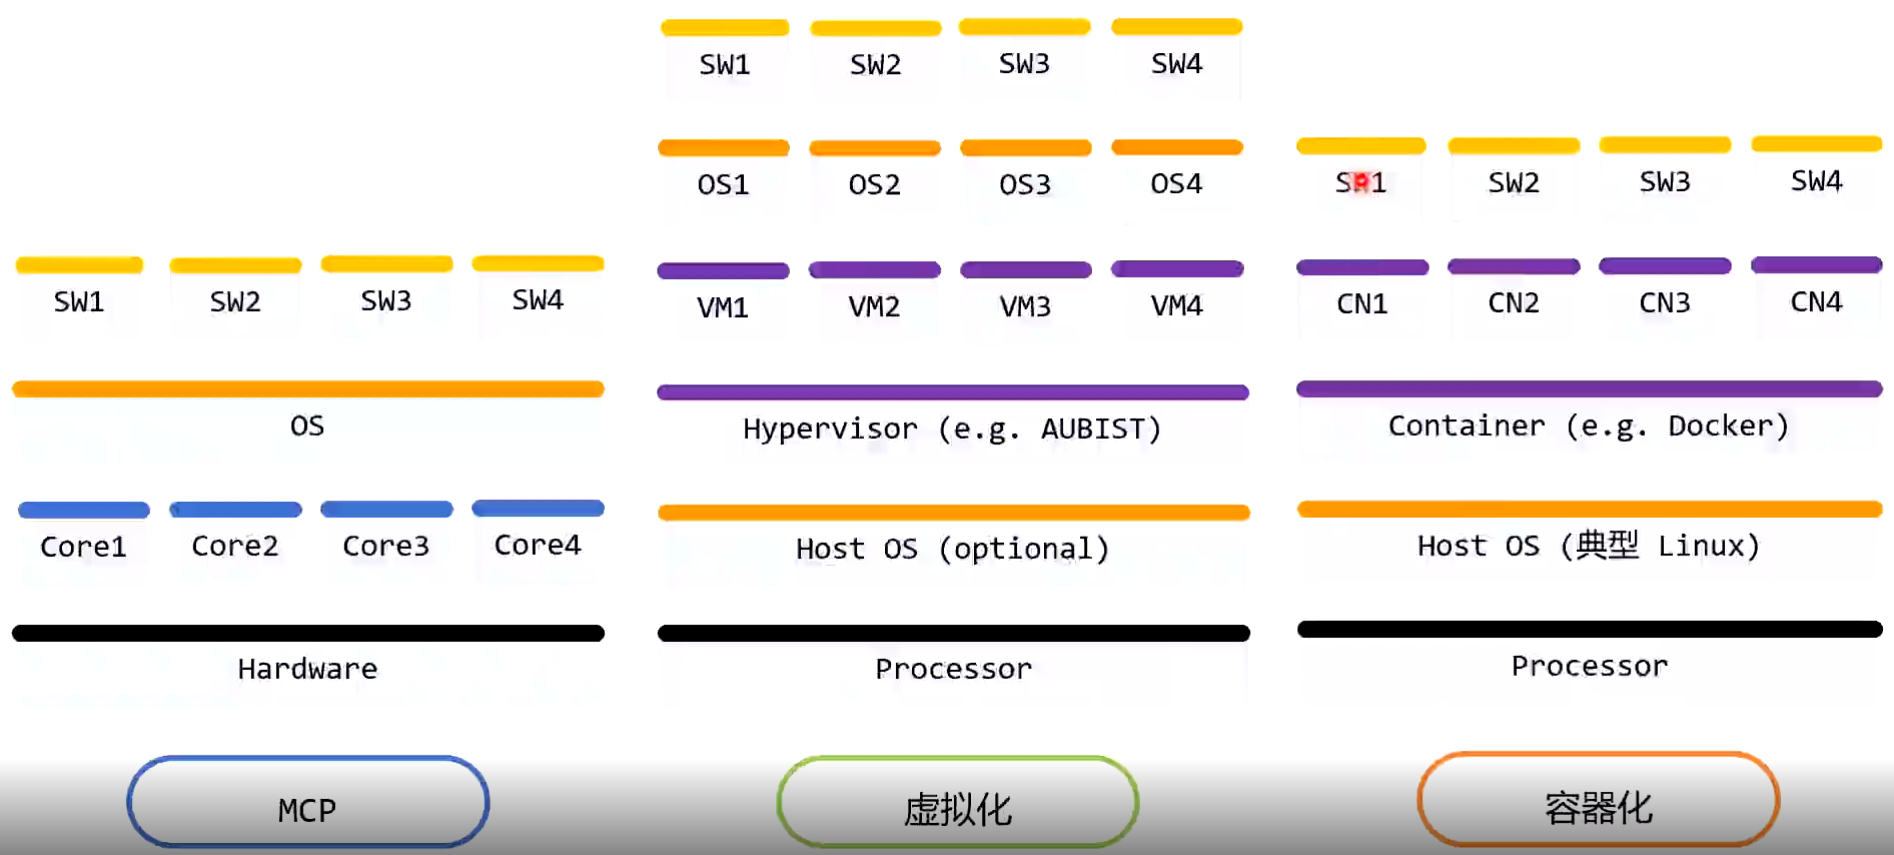 SW1 SW2 SW3 SW4
OS
Core1 Core2 Core3 Core4
Hardware
MCP
SW1 SW2 SW3 SW4
OS1 OS2 OS3 OS4
VM1 VM2 VM3 VM4
Hypervisor (e.g. AUBIST)
Host OS (optional)
Processor
虚拟化
SW2 SW3 SW4
CN1 CN2 CN3 CN4
Container (e.g. Docker)
Host OS (典型 Linux)
Processor
容器化